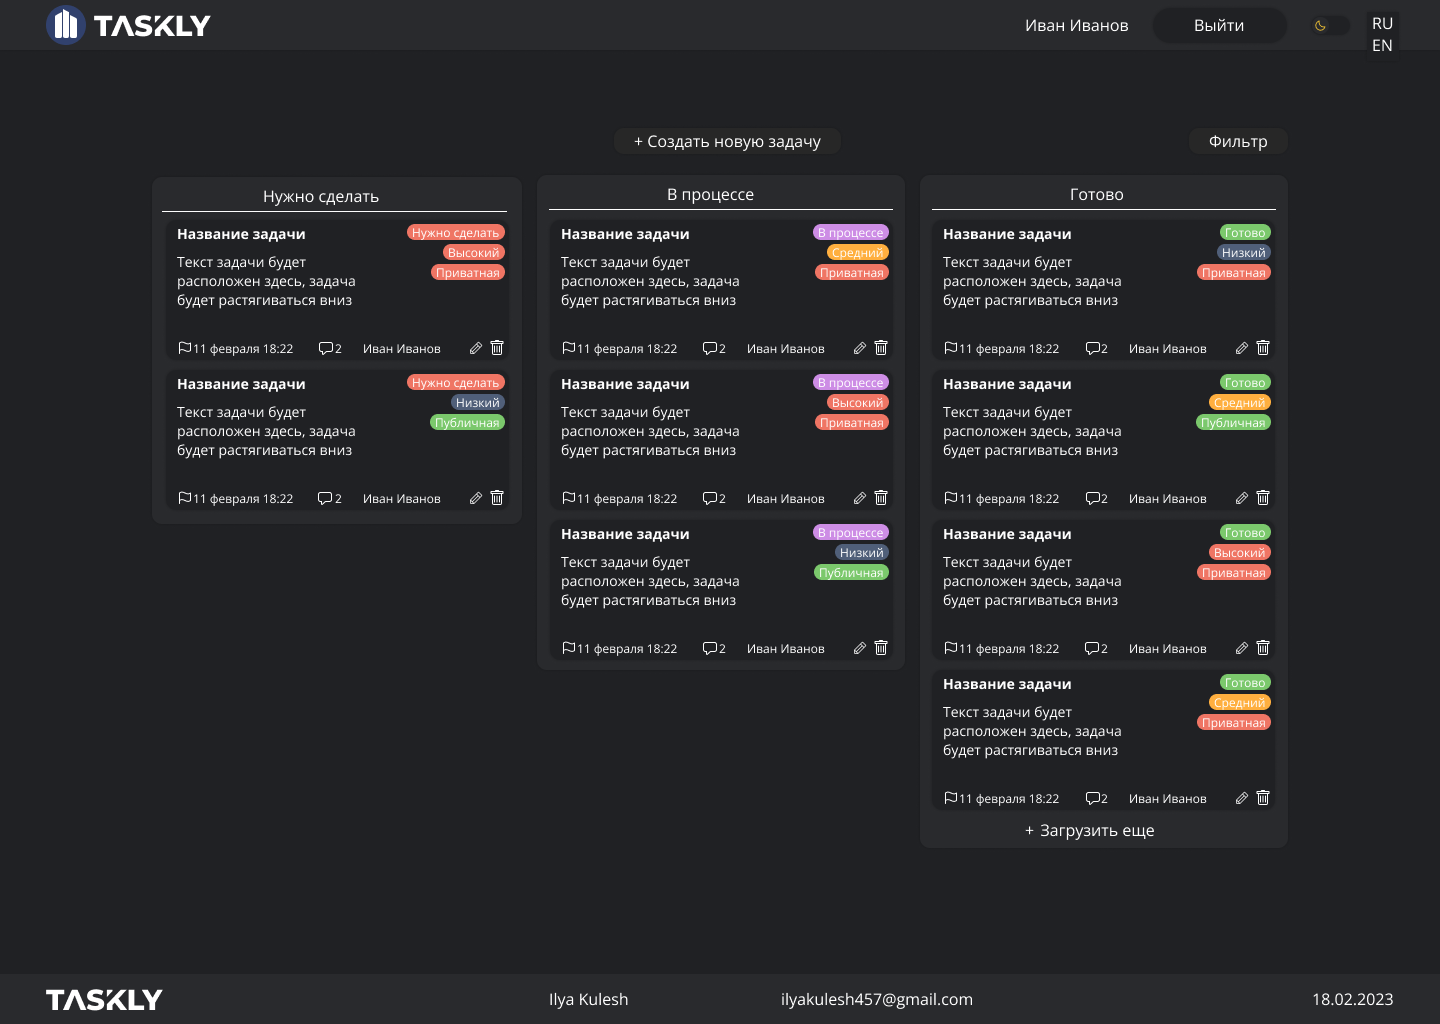 TASKLY
Иван Иванов
Выйти
RU
EN
+ Создать новую задачу
Фильтр
Нужно сделать
Название задачи
Нужно сделать
Высокий
Приватная
Текст задачи будет
расположен здесь, задача
будет растягиваться вниз
11 февраля 18:22
2
Иван Иванов
Название задачи
Нужно сделать
Низкий
Публичная
Текст задачи будет
расположен здесь, задача
будет растягиваться вниз
11 февраля 18:22
2
Иван Иванов
В процессе
Название задачи
В процессе
Средний
Приватная
Текст задачи будет
расположен здесь, задача
будет растягиваться вниз
11 февраля 18:22
2
Иван Иванов
Название задачи
В процессе
Высокий
Приватная
Текст задачи будет
расположен здесь, задача
будет растягиваться вниз
11 февраля 18:22
2
Иван Иванов
Название задачи
В процессе
Низкий
Публичная
Текст задачи будет
расположен здесь, задача
будет растягиваться вниз
11 февраля 18:22
2
Иван Иванов
Готово
Название задачи
Готово
Низкий
Приватная
Текст задачи будет
расположен здесь, задача
будет растягиваться вниз
11 февраля 18:22
2
Иван Иванов
Название задачи
Готово
Средний
Публичная
Текст задачи будет
расположен здесь, задача
будет растягиваться вниз
11 февраля 18:22
2
Иван Иванов
Название задачи
Готово
Высокий
Приватная
Текст задачи будет
расположен здесь, задача
будет растягиваться вниз
11 февраля 18:22
2
Иван Иванов
Название задачи
Готово
Средний
Приватная
Текст задачи будет
расположен здесь, задача
будет растягиваться вниз
11 февраля 18:22
2
Иван Иванов
+ Загрузить еще
TASKLY
Ilya Kulesh
ilyakulesh457@gmail.com
18.02.2023